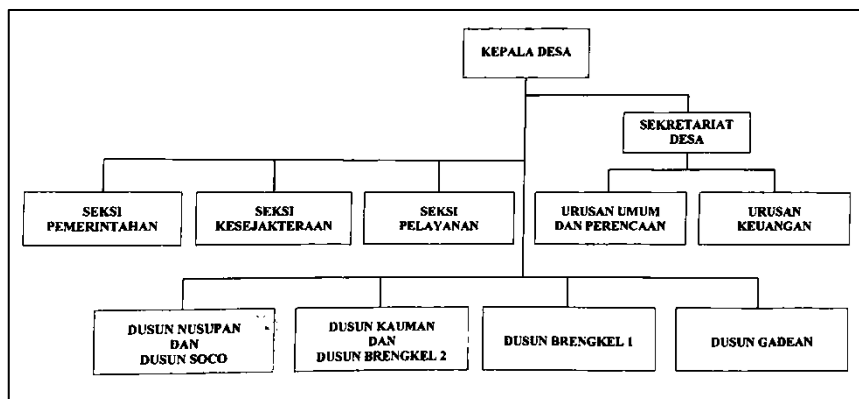 KEPALA DESA
SEKRETARIAT
DESA
SEKSI
PEMERINTAHAN
SEKSI
KESEJAKTERAAN
SEKSI
PELAYANAN
URUSAN UMUM
DAN PERENCAAN
URUSAN
KEUANGAN
DUSUN NUSUPAN
DAN
DUSUN SOCO
DUSUN KAUMAN
DAN
DUSUN BRENGKEL 2
DUSUN BRENGKEL 1
DUSUN GADEAN